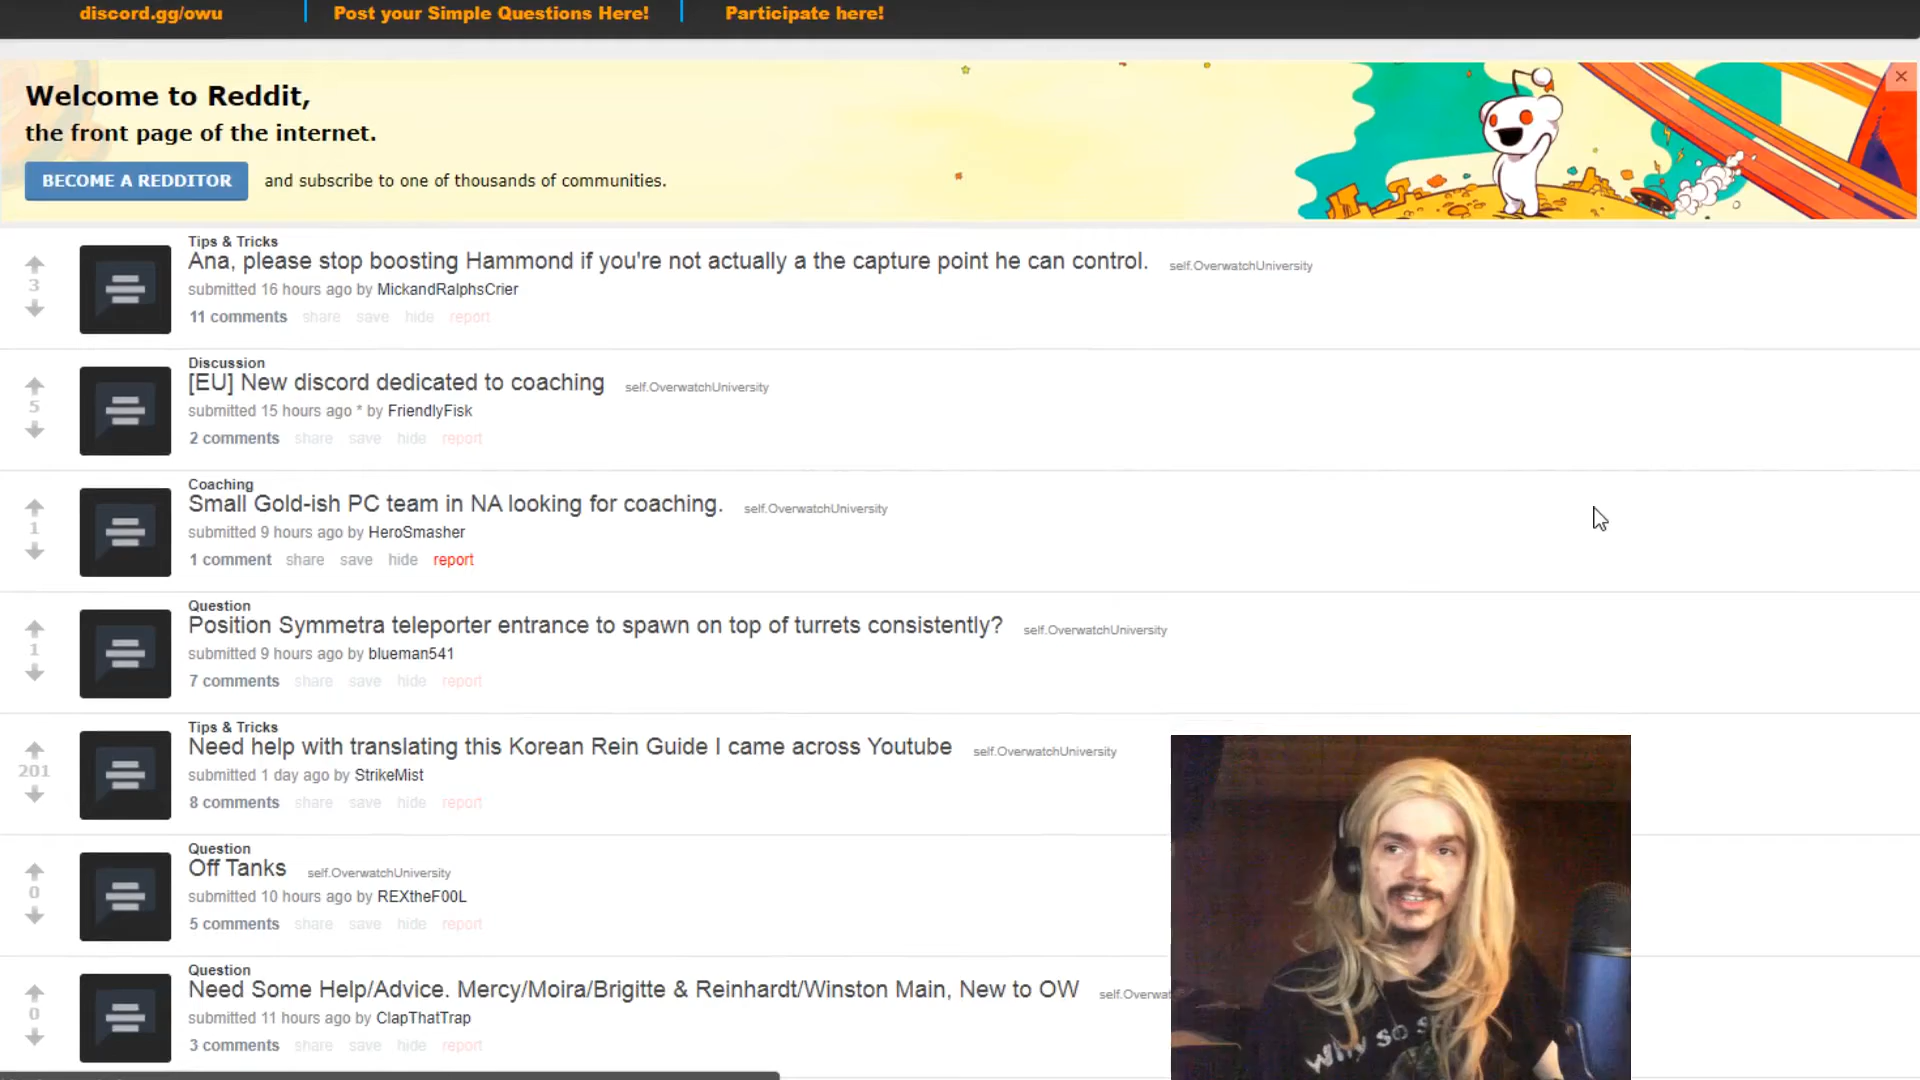 discord.gg/owu Post your Simple Questions Here! Participate here!
Welcome to Reddit,
the front page of the internet.
BECOME A REDDITOR and subscribe to one of thousands of communities.
Tips & Tricks
3 Ana, please stop boosting Hammond if you're not actually a the capture point he can control. self.OverwatchUniversity
submitted 16 hours ago by MickandRalphsCrier
11 comments share save hide report
Discussion
5 [EU] New discord dedicated to coaching self.OverwatchUniversity
submitted 15 hours ago * by FriendlyFisk
2 comments share save hide report
Coaching
1 Small Gold-ish PC team in NA looking for coaching. self.OverwatchUniversity
submitted 9 hours ago by HeroSmasher
1 comment share save hide report
Question
1 Position Symmetra teleporter entrance to spawn on top of turrets consistently? self.OverwatchUniversity
submitted 9 hours ago by blueman541
7 comments share save hide report
Tips & Tricks
201 Need help with translating this Korean Rein Guide I came across Youtube self.OverwatchUniversity
submitted 1 day ago by StrikeMist
8 comments share save hide report
Question
0 Off Tanks self.OverwatchUniversity
submitted 10 hours ago by REXtheF00L
5 comments share save hide report
Question
0 Need Some Help/Advice. Mercy/Moira/Brigitte & Reinhardt/Winston Main, New to OW self.Overwat
submitted 11 hours ago by ClapThatTrap
3 comments share save hide report
why so s